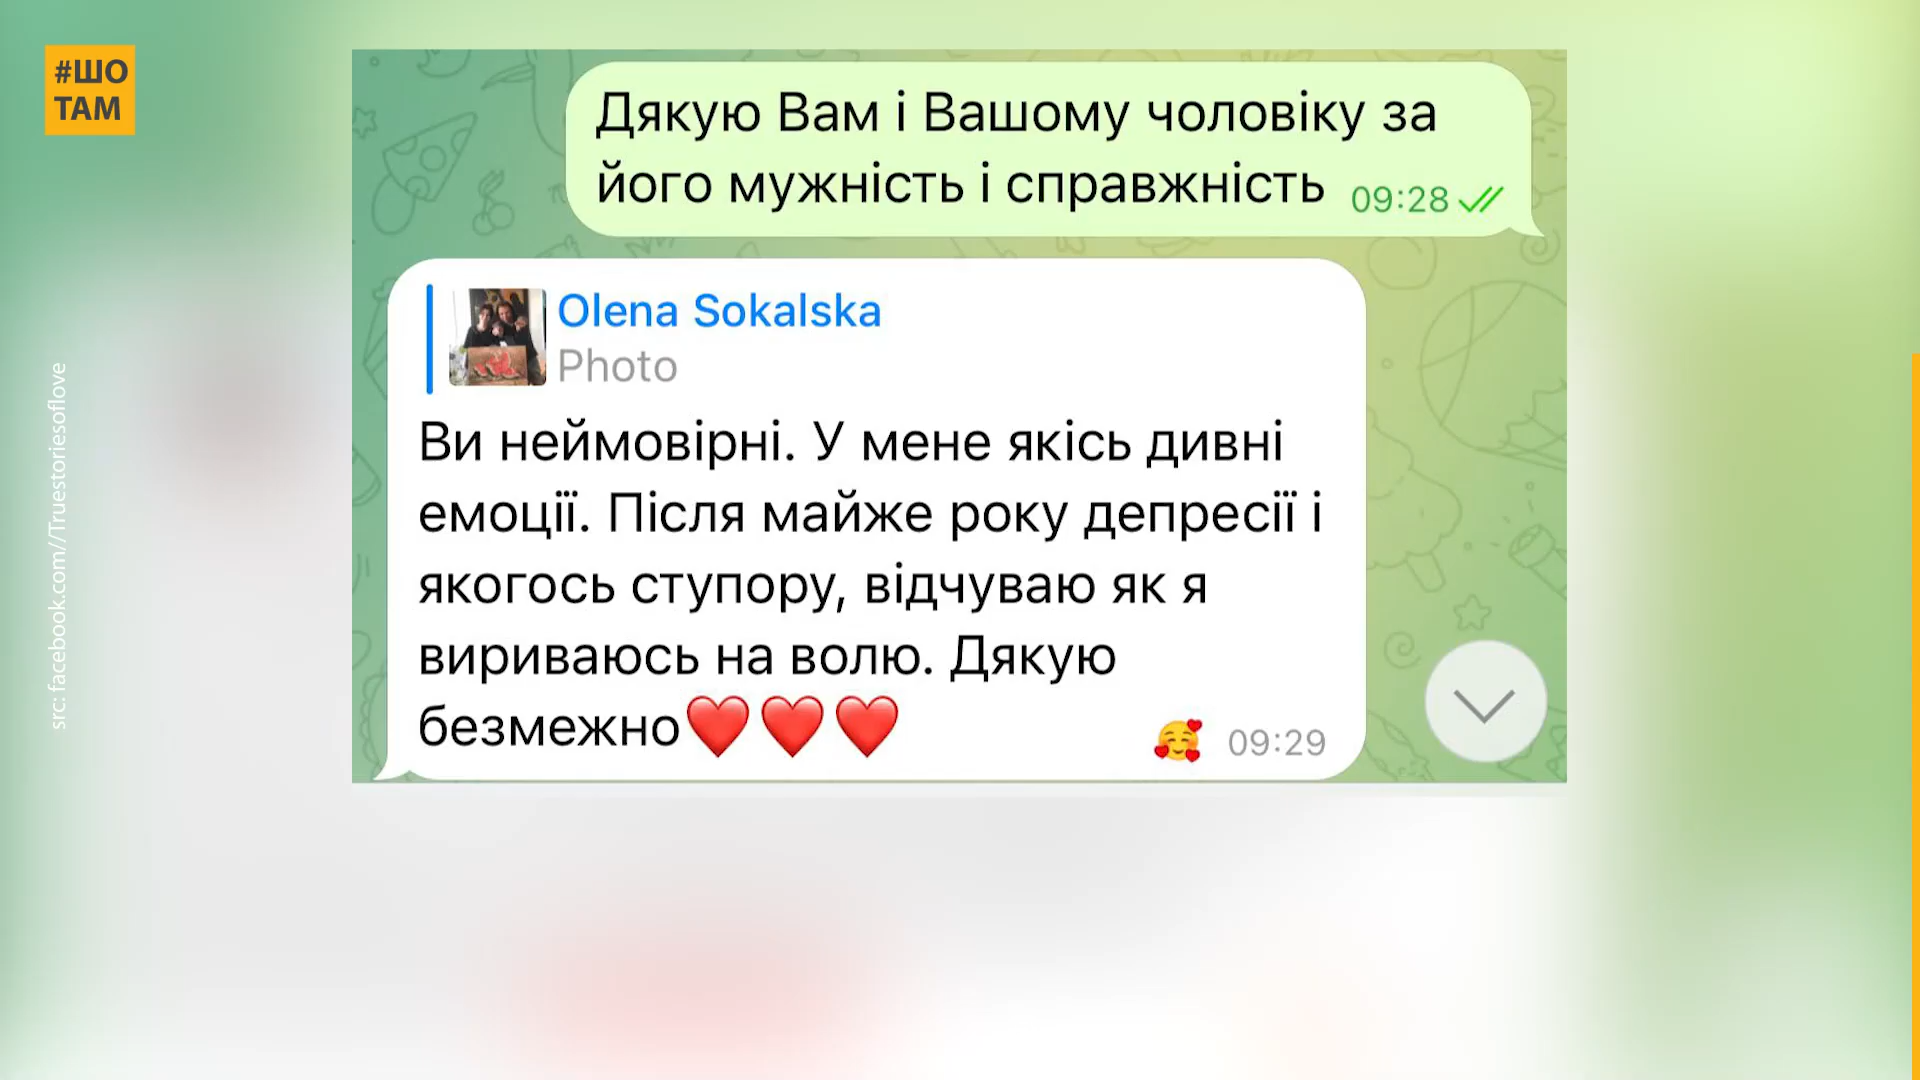 #ШО
ТАМ
Дякую Вам і Вашому чоловіку за
його мужність і справжність 09:28
Olena Sokalska
Photo
Ви неймовірні. У мене якісь дивні
емоції. Після майже року депресії і
якогось ступору, відчуваю як я
вириваюсь на волю. Дякую
безмежно❤️❤️❤️ 🥰 09:29
src: facebook.com//Truestoriesoflove